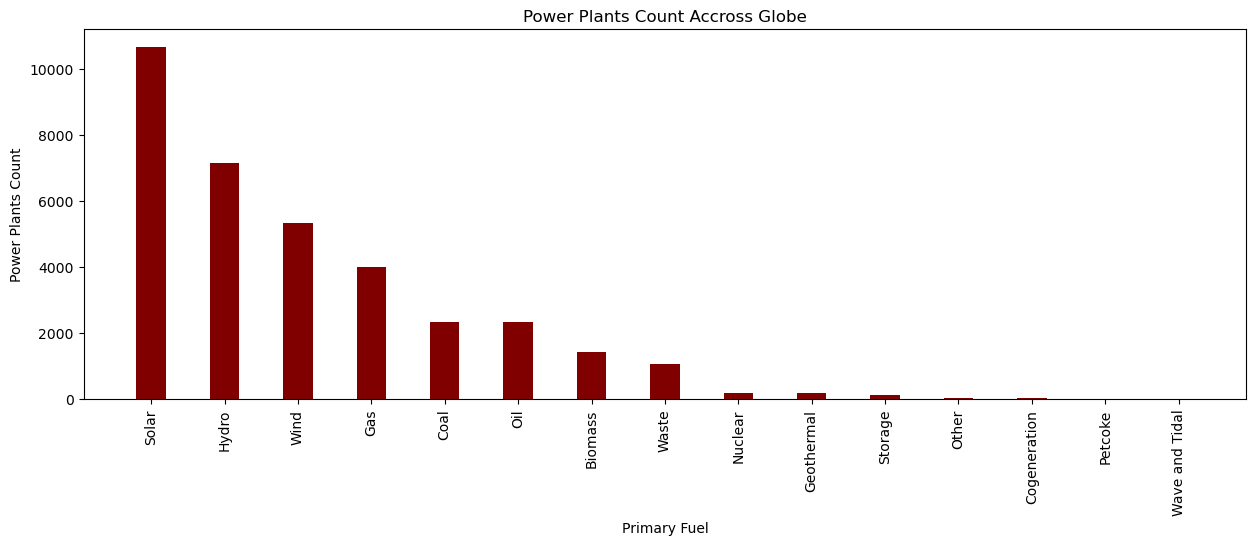 Power Plants Count Accross Globe
Power Plants Count
10000
8000
6000
4000
2000
0
Solar
Hydro
Wind
Gas
Coal
Oil
Biomass
Waste
Nuclear
Geothermal
Storage
Other
Cogeneration
Petcoke
Wave and Tidal
Primary Fuel